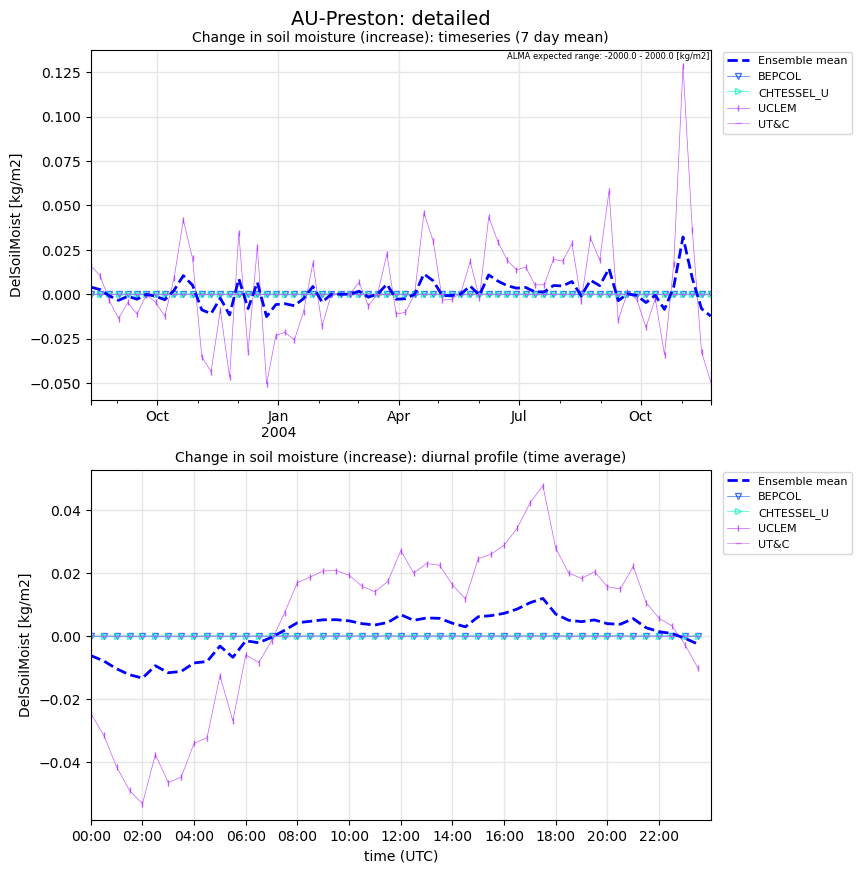 AU-Preston: detailed
Change in soil moisture (increase): timeseries (7 day mean)
ALMA expected range: -2000.0 - 2000.0 [kg/m2]
DelSoilMoist [kg/m2]
0.125
0.100
0.075
0.050
0.025
0.000
−0.025
−0.050
Oct
Jan
2004
Apr
Jul
Oct
Ensemble mean
BEPCOL
CHTESSEL_U
UCLEM
UT&C
Change in soil moisture (increase): diurnal profile (time average)
DelSoilMoist [kg/m2]
0.04
0.02
0.00
−0.02
−0.04
00:00
02:00
04:00
06:00
08:00
10:00
12:00
14:00
16:00
18:00
20:00
22:00
time (UTC)
Ensemble mean
BEPCOL
CHTESSEL_U
UCLEM
UT&C